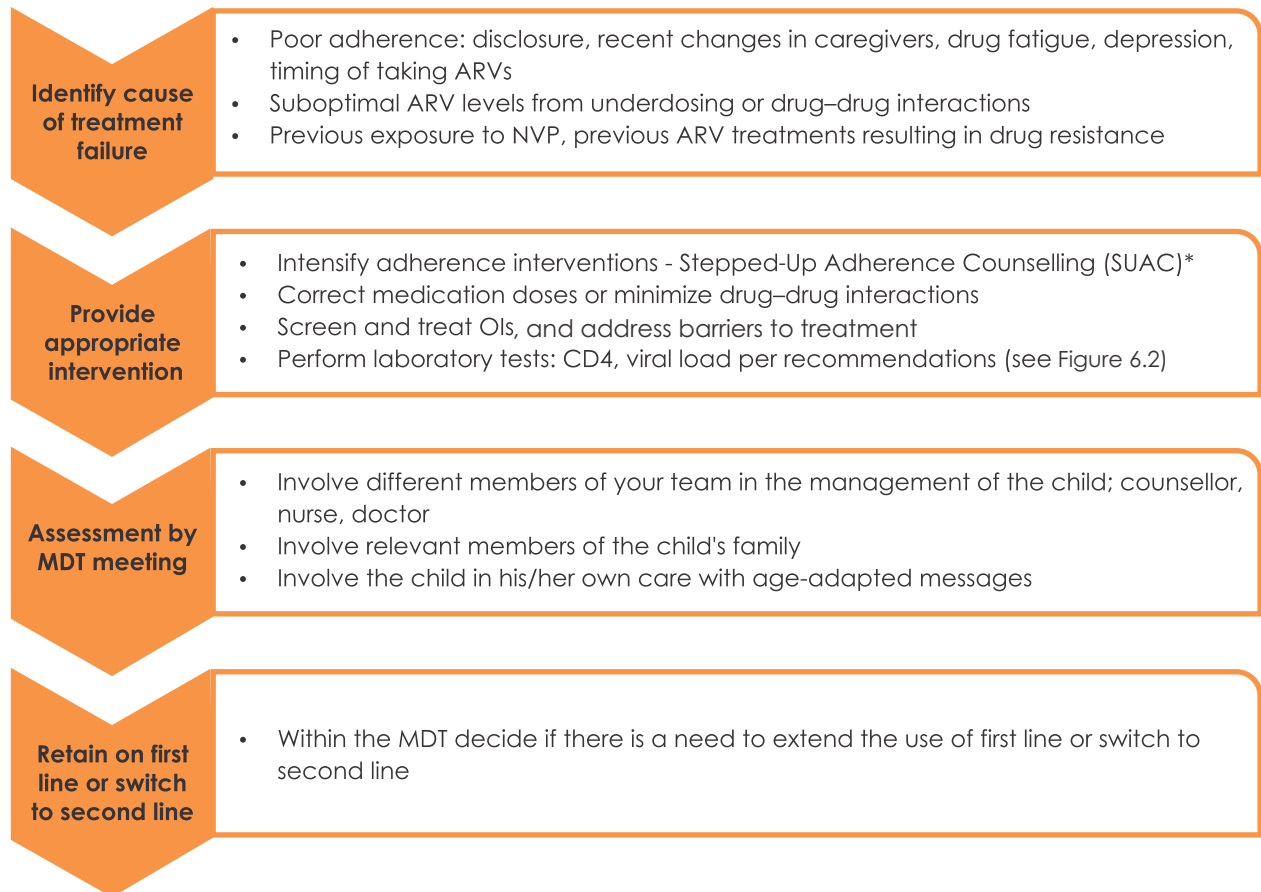 Identify cause
of treatment
failure
• Poor adherence: disclosure, recent changes in caregivers, drug fatigue, depression,
timing of taking ARVs
• Suboptimal ARV levels from underdosing or drug–drug interactions
• Previous exposure to NVP, previous ARV treatments resulting in drug resistance
Provide
appropriate
intervention
• Intensify adherence interventions - Stepped-Up Adherence Counselling (SUAC)*
• Correct medication doses or minimize drug–drug interactions
• Screen and treat OIs, and address barriers to treatment
• Perform laboratory tests: CD4, viral load per recommendations (see Figure 6.2)
Assessment by
MDT meeting
• Involve different members of your team in the management of the child; counsellor,
nurse, doctor
• Involve relevant members of the child's family
• Involve the child in his/her own care with age-adapted messages
Retain on first
line or switch
to second line
• Within the MDT decide if there is a need to extend the use of first line or switch to
second line